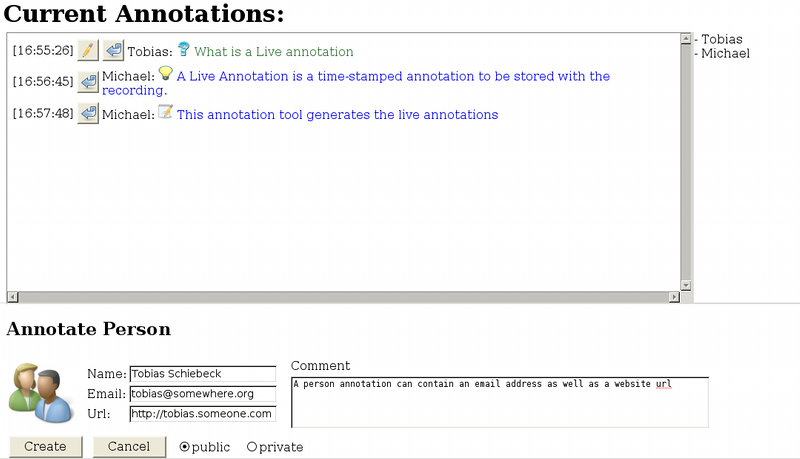 Current Annotations:
[16:55:26] Tobias: What is a Live annotation
- Tobias
- Michael
[16:56:45] Michael: A Live Annotation is a time-stamped annotation to be stored with the
recording.
[16:57:48] Michael: This annotation tool generates the live annotations
Annotate Person
Name: Tobias Schiebeck
Email: tobias@somewhere.org
Url: http://tobias.someone.com
Comment
A person annotation can contain an email address as well as a website url
Create Cancel public private